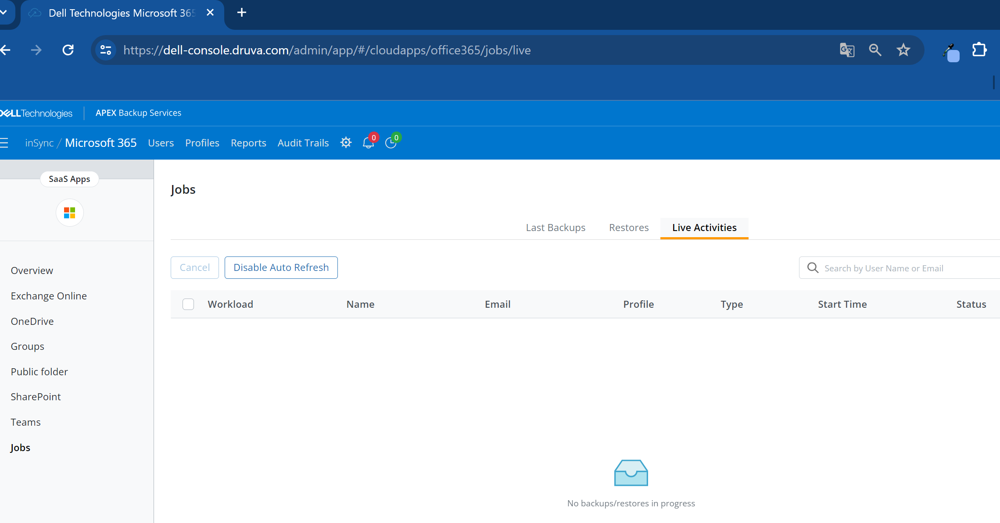 Dell Technologies Microsoft 365
https://dell-console.druva.com/admin/app/#/cloudapps/office365/jobs/live
DELLTechnologies
APEX Backup Services
inSync / Microsoft 365 Users Profiles Reports Audit Trails 0 0
SaaS Apps
Overview
Exchange Online
OneDrive
Groups
Public folder
SharePoint
Teams
Jobs
Jobs
Last Backups Restores Live Activities
Cancel Disable Auto Refresh Search by User Name or Email
Workload Name Email Profile Type Start Time Status
No backups/restores in progress